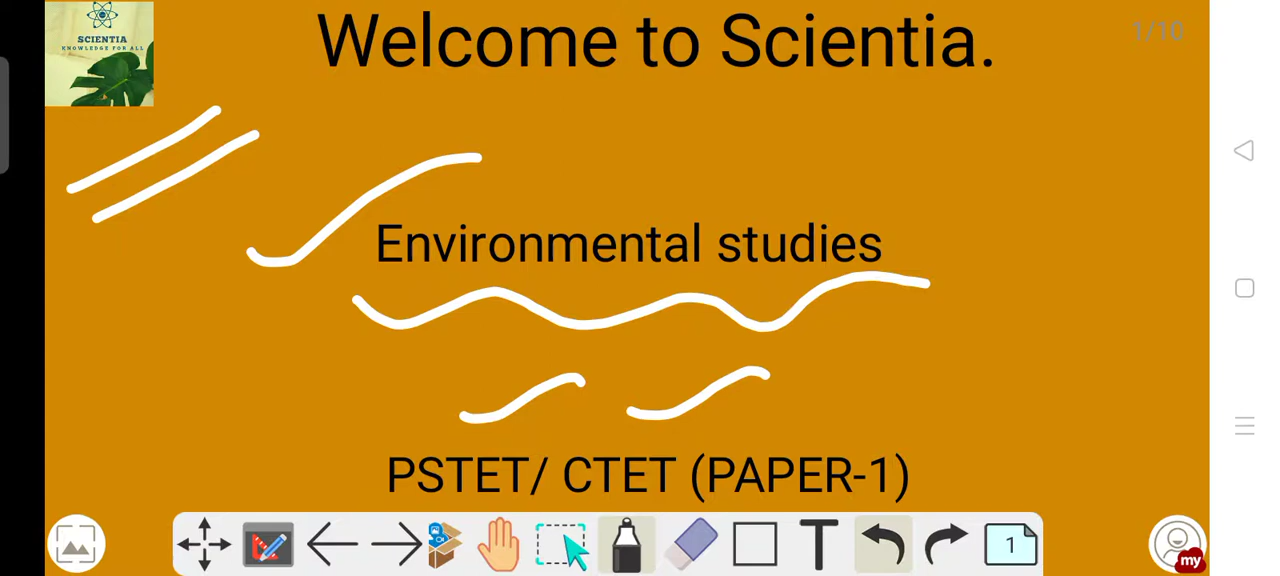 SCIENTIA
KNOWLEDGE FOR ALL
Welcome to Scientia.
1/10
Environmental studies
PSTET/ CTET (PAPER-1)
T
1
my